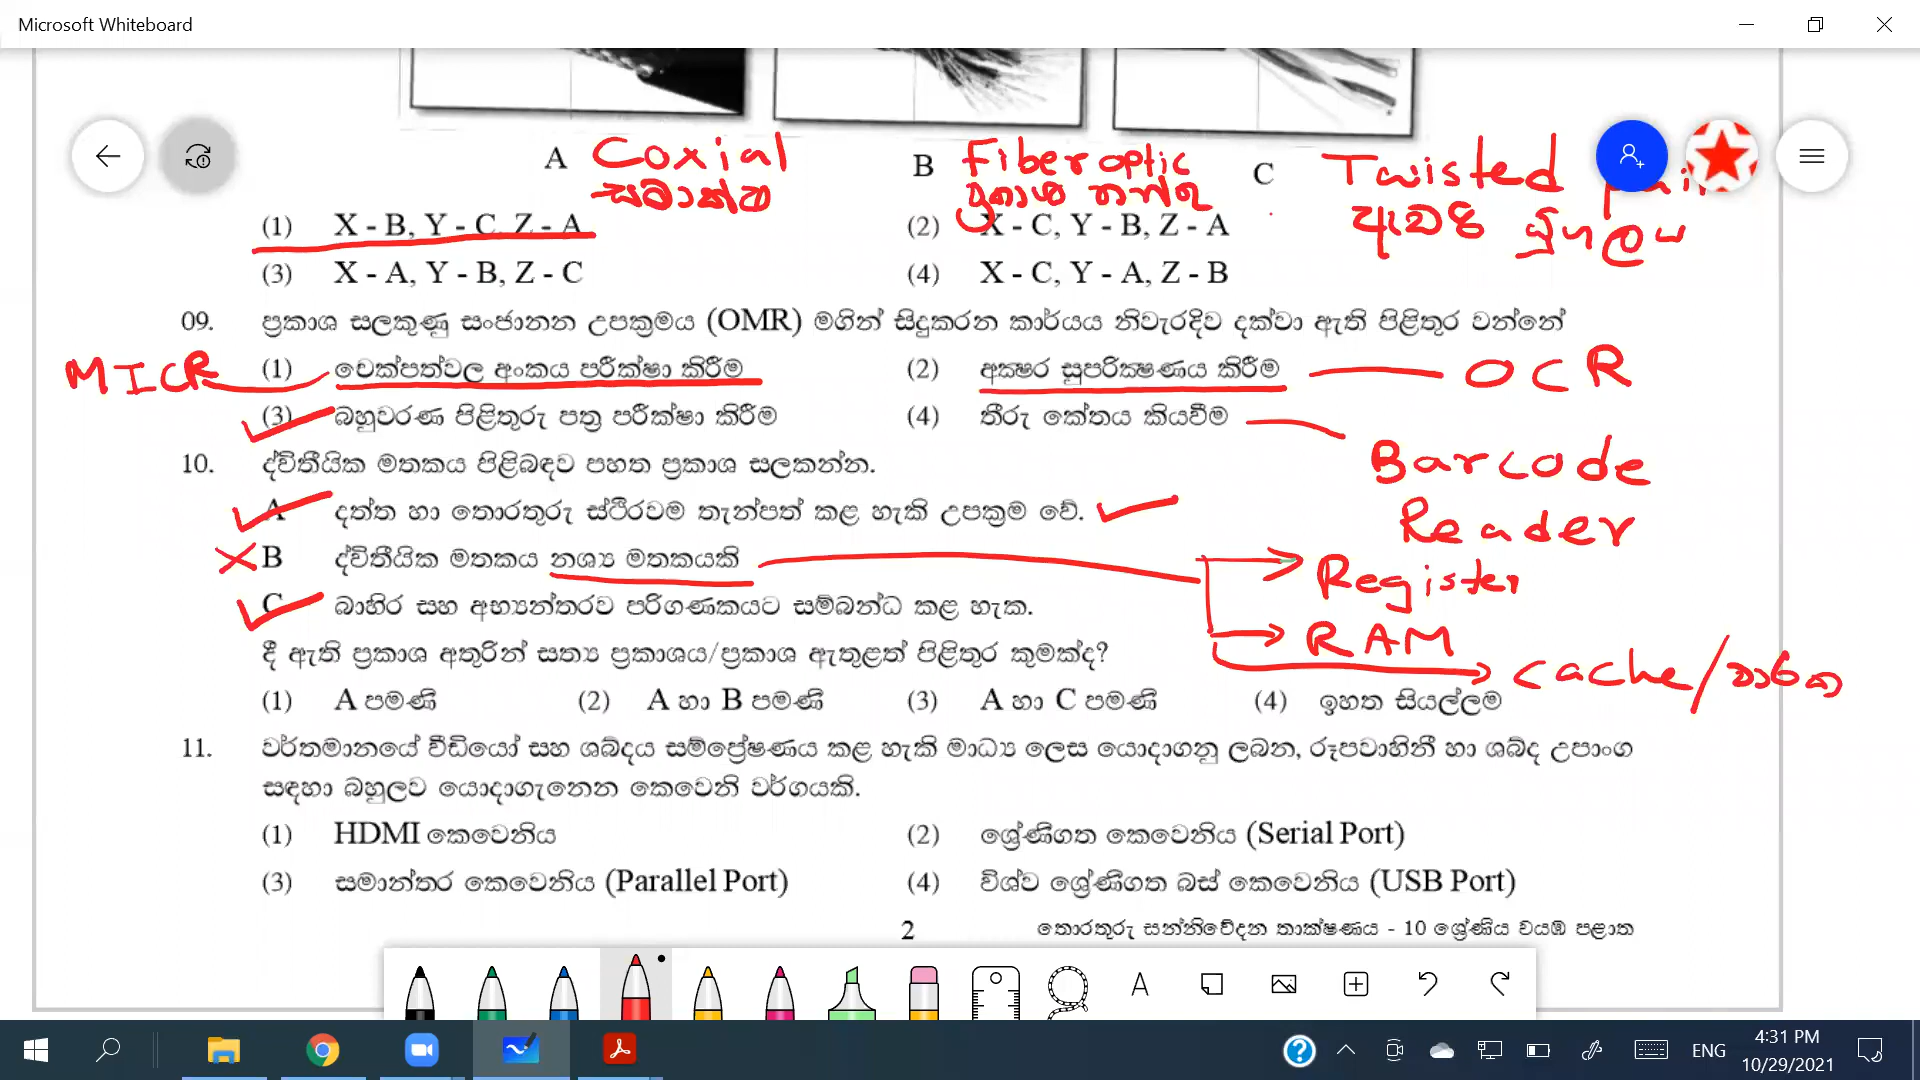 Microsoft Whiteboard
A Coxial B Fiberoptic C Twisted
සමාක්ෂ ප්‍රකාශ තන්තු ඇඹරි යුගලය
(1) X - B, Y - C, Z - A (2) X - C, Y - B, Z - A
(3) X - A, Y - B, Z - C (4) X - C, Y - A, Z - B
09. ප්‍රකාශ සලකුණු සංජානන උපක්‍රමය (OMR) මගින් සිදුකරන කාර්යය නිවැරදිව දක්වා ඇති පිළිතුර වන්නේ
MICR (1) චෙක්පත්වල අංකය පරීක්ෂා කිරීම (2) අක්‍ෂර සුපරික්‍ෂණය කිරීම OCR
(3) බහුවරණ පිළිතුරු පත්‍ර පරීක්ෂා කිරීම (4) තීරු කේතය කියවීම
Barcode
Reader
10. ද්විතීයික මතකය පිළිබඳව පහත ප්‍රකාශ සලකන්න.
A දත්ත හා තොරතුරු ස්ථිරවම තැන්පත් කළ හැකි උපක්‍රම වේ.
B ද්විතීයික මතකය නශ්‍ය මතකයකි Register
C බාහිර සහ අභ්‍යන්තරව පරිගණකයට සම්බන්ධ කළ හැක.
RAM
දී ඇති ප්‍රකාශ අතුරින් සත්‍ය ප්‍රකාශය/ප්‍රකාශ ඇතුළත් පිළිතුර කුමක්ද?
cache/
(1) A පමණි (2) A හා B පමණි (3) A හා C පමණි (4) ඉහත සියල්ලම
11. වර්තමානයේ වීඩියෝ සහ ශබ්දය සම්ප්‍රේෂණය කළ හැකි මාධ්‍ය ලෙස යොදාගනු ලබන, රූපවාහිනී හා ශබ්ද උපාංග
සඳහා බහුලව යොදාගැනෙන කෙවෙනි වර්ගයකි.
(1) HDMI කෙවෙනිය (2) ශ්‍රේණිගත කෙවෙනිය (Serial Port)
(3) සමාන්තර කෙවෙනිය (Parallel Port) (4) විශ්ව ශ්‍රේණිගත බස් කෙවෙනිය (USB Port)
2 තොරතුරු සන්නිවේදන තාක්ෂණය - 10 ශ්‍රේණිය වයඹ පළාත
ENG
4:31 PM
10/29/2021